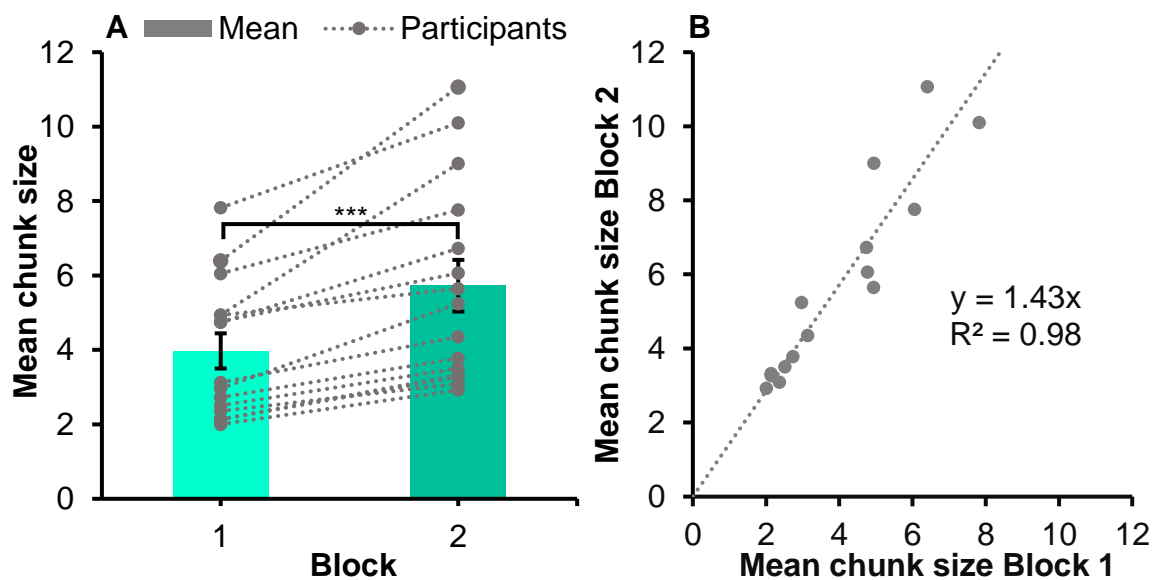 A Mean Participants
12
10
8
6
4
2
0
Mean chunk size
***
1 2
Block
B
12
10
8
6
4
2
0
Mean chunk size Block 2
y = 1.43x
R² = 0.98
0 2 4 6 8 10 12
Mean chunk size Block 1